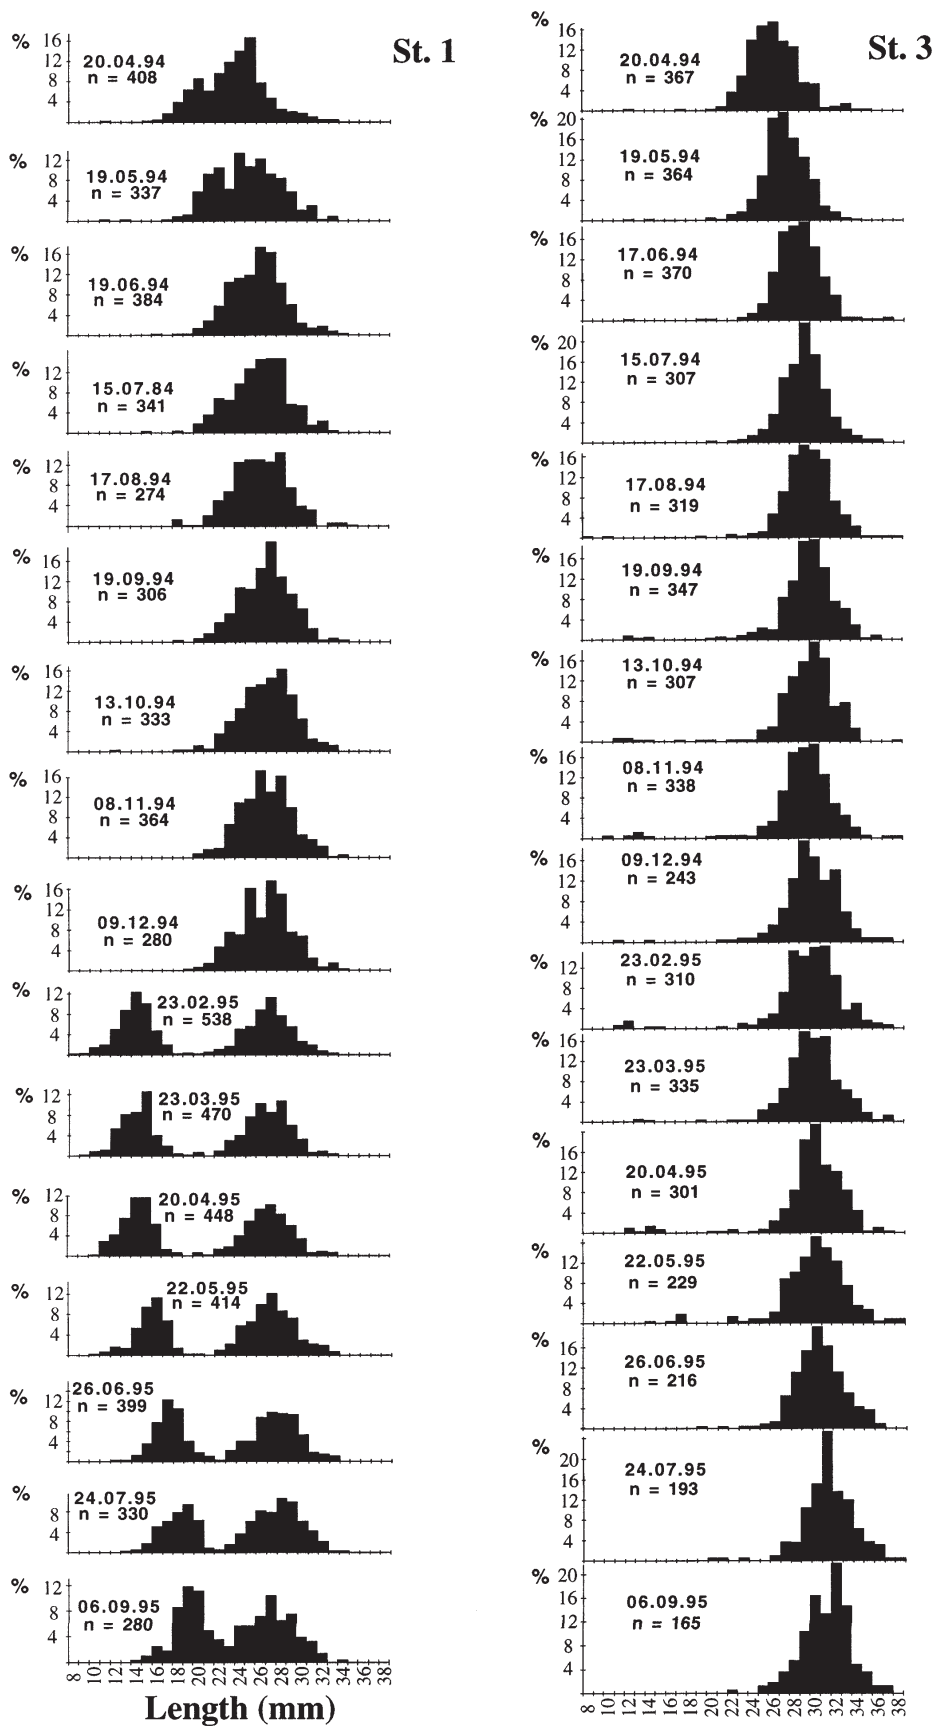 St. 1
% 16 12 8 4
20.04.94
n = 408
% 12 8 4
19.05.94
n = 337
% 16 12 8 4
19.06.94
n = 384
% 12 8 4
15.07.84
n = 341
% 12 8 4
17.08.94
n = 274
% 16 12 8 4
19.09.94
n = 306
% 16 12 8 4
13.10.94
n = 333
% 16 12 8 4
08.11.94
n = 364
% 16 12 8 4
09.12.94
n = 280
% 12 8 4
23.02.95
n = 538
% 12 8 4
23.03.95
n = 470
% 12 8 4
20.04.95
n = 448
% 12 8 4
22.05.95
n = 414
% 12 8 4
26.06.95
n = 399
% 8 4
24.07.95
n = 330
% 12 8 4
06.09.95
n = 280
8 10 12 14 16 18 20 22 24 26 28 30 32 34 36 38
Length (mm)
St. 3
% 16 12 8 4
20.04.94
n = 367
% 20 16 12 8 4
19.05.94
n = 364
% 16 12 8 4
17.06.94
n = 370
% 20 16 12 8 4
15.07.94
n = 307
% 16 12 8 4
17.08.94
n = 319
% 16 12 8 4
19.09.94
n = 347
% 16 12 8 4
13.10.94
n = 307
% 16 12 8 4
08.11.94
n = 338
% 16 12 8 4
09.12.94
n = 243
% 12 8 4
23.02.95
n = 310
% 16 12 8 4
23.03.95
n = 335
% 16 12 8 4
20.04.95
n = 301
% 12 8 4
22.05.95
n = 229
% 16 12 8 4
26.06.95
n = 216
% 20 16 12 8 4
24.07.95
n = 193
% 20 16 12 8 4
06.09.95
n = 165
8 10 12 14 16 18 20 22 24 26 28 30 32 34 36 38